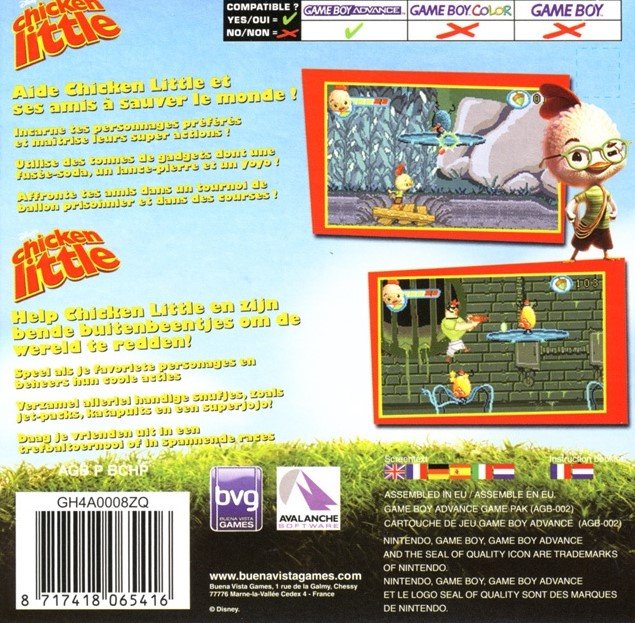 chicken little
COMPATIBLE ?
YES/OUI = ✓
NO/NON = ✗
GAME BOY ADVANCE
GAME BOY COLOR
GAME BOY
Aide Chicken Little et
ses amis à sauver le monde !
Incarne tes personnages préférés
et maîtrise leurs super actions !
Utilise des tonnes de gadgets dont une
fusée-soda, un lance-pierre et un yoyo !
Affronte tes amis dans un tournoi de
ballon prisonnier et dans des courses !
chicken little
Help Chicken Little en zijn
bende buitenbeentjes om de
wereld te redden!
Speel als je favoriete personages en
beheers hun coole acties
Verzamel allerlei handige snufjes, zoals
jet-packs, katapults en een superjojo!
Daag je vrienden uit in een
trefbaltoernooi of in spannende races
0
103
AGB P BCHP
GH4A0008ZQ
8 717418 065416
bvg
BUENA VISTA
GAMES
AVALANCHE
SOFTWARE
www.buenavistagames.com
Buena Vista Games, 1 rue de la Galmy, Chessy
77776 Marne-la-Vallée Cedex 4 - France
© Disney.
Screentext
ASSEMBLED IN EU / ASSEMBLE EN EU.
GAME BOY ADVANCE GAME PAK (AGB-002)
CARTOUCHE DE JEU GAME BOY ADVANCE (AGB-002)
NINTENDO, GAME BOY, GAME BOY ADVANCE
AND THE SEAL OF QUALITY ICON ARE TRADEMARKS
OF NINTENDO.
NINTENDO, GAME BOY, GAME BOY ADVANCE
ET LE LOGO SEAL OF QUALITY SONT DES MARQUES
DE NINTENDO.